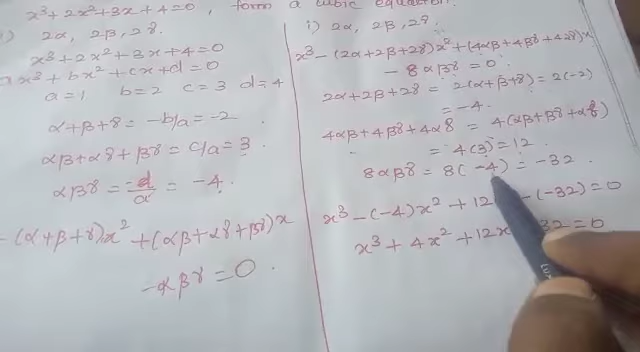 x³+2x²+3x+4=0, form a cubic equation
i) 2α, 2β, 2γ.
x³+2x²+3x+4=0
ax³+bx²+cx+d=0
a=1 b=2 c=3 d=4
α+β+γ = -b/a = -2
αβ+αγ+βγ = c/a = 3
αβγ = -d/a = -4
-(α+β+γ)x²+(αβ+αγ+βγ)x
-αβγ=0.
i) 2α, 2β, 2γ.
x³-(2α+2β+2γ)x²+(4αβ+4βγ+4αγ)x
-8αβγ=0.
2α+2β+2γ = 2(α+β+γ)=2(-2)
= -4.
4αβ+4βγ+4αγ = 4(αβ+βγ+αγ)
= 4(3)=12.
8αβγ = 8(-4) = -32.
x³-(-4)x²+12 -(-32)=0
x³+4x²+12x 32=0